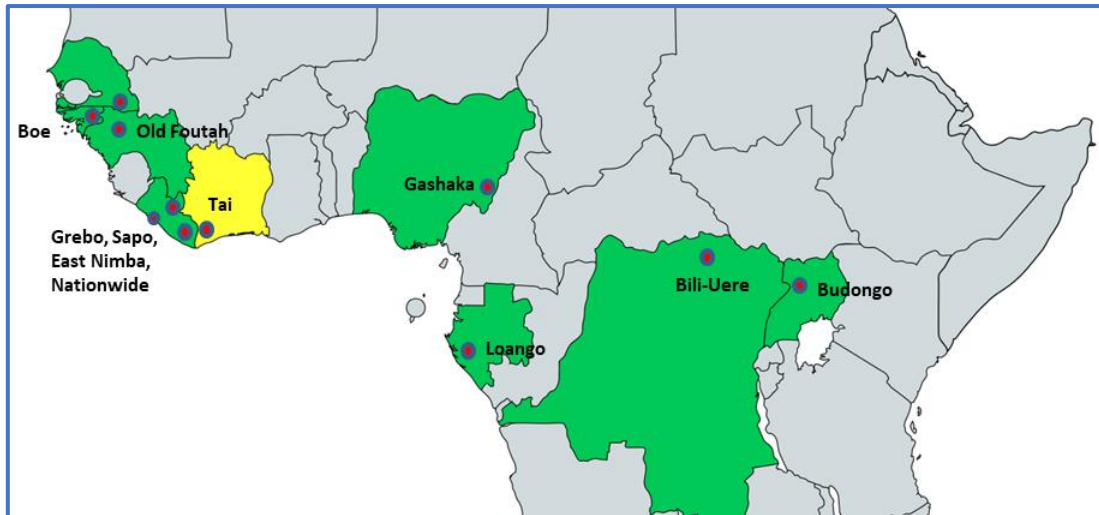 Boe
Old Foutah
Tai
Gashaka
Grebo, Sapo,
East Nimba,
Nationwide
Bili-Uere
Budongo
Loango